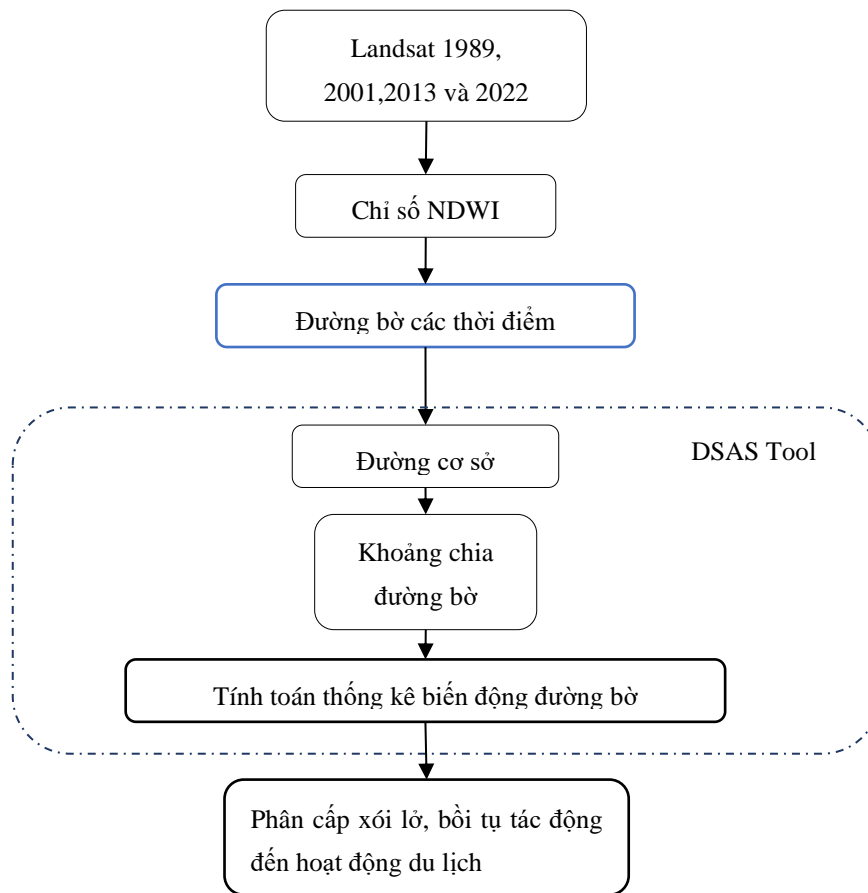 Landsat 1989,
2001,2013 và 2022
Chỉ số NDWI
Đường bờ các thời điểm
DSAS Tool
Đường cơ sở
Khoảng chia
đường bờ
Tính toán thống kê biến động đường bờ
Phân cấp xói lở, bồi tụ tác động
đến hoạt động du lịch